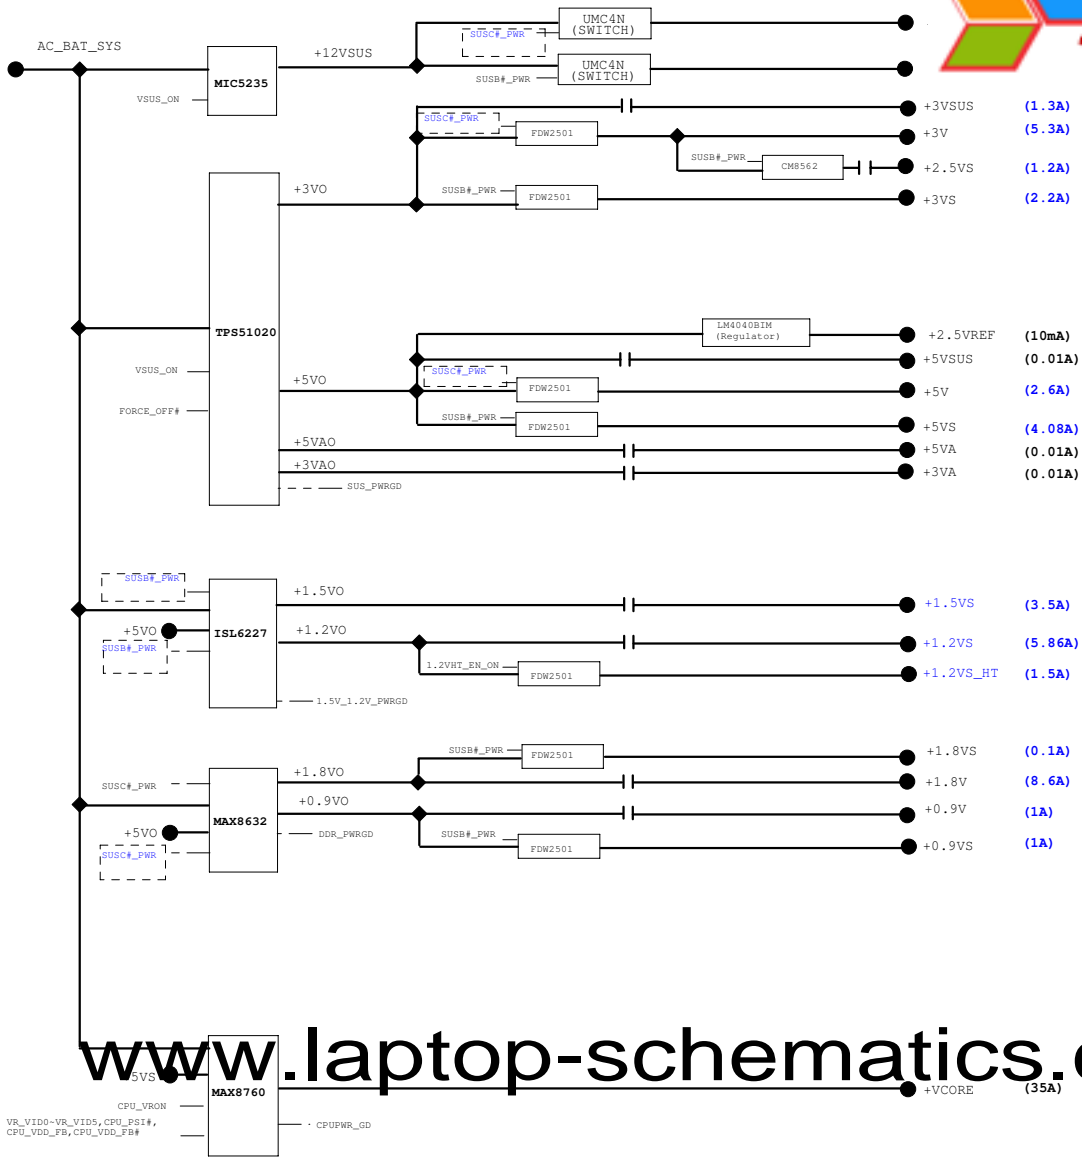 UMC4N
(SWITCH)
SUSC#_PWR
AC_BAT_SYS
+12VSUS
UMC4N
(SWITCH)
SUSB#_PWR
MIC5235
VSUS_ON
+3VSUS (1.3A)
SUSC#_PWR
FDW2501
+3V (5.3A)
SUSB#_PWR
CM8562
+2.5VS (1.2A)
+3VO
SUSB#_PWR
FDW2501
+3VS (2.2A)
TPS51020
LM4040BIM
(Regulator)
+2.5VREF (10mA)
+5VSUS (0.01A)
VSUS_ON
SUSC#_PWR
+5VO
FDW2501
+5V (2.6A)
FORCE_OFF#
SUSB#_PWR
FDW2501
+5VS (4.08A)
+5VAO
+5VA (0.01A)
+3VAO
+3VA (0.01A)
SUS_PWRGD
SUSB#_PWR
+1.5VO
+1.5VS (3.5A)
+5VO
ISL6227
+1.2VO
SUSB#_PWR
+1.2VS (5.86A)
1.2VHT_EN_ON
FDW2501
+1.2VS_HT (1.5A)
1.5V_1.2V_PWRGD
SUSB#_PWR
FDW2501
+1.8VS (0.1A)
SUSC#_PWR
+1.8VO
+1.8V (8.6A)
MAX8632
+0.9VO
+0.9V (1A)
+5VO
DDR_PWRGD
SUSB#_PWR
FDW2501
+0.9VS (1A)
SUSC#_PWR
www.laptop-schematics.
5VS
MAX8760
+VCORE (35A)
CPU_VRON
VR_VID0~VR_VID5,CPU_PSI#,
CPU_VDD_FB,CPU_VDD_FB#
CPUPWR_GD